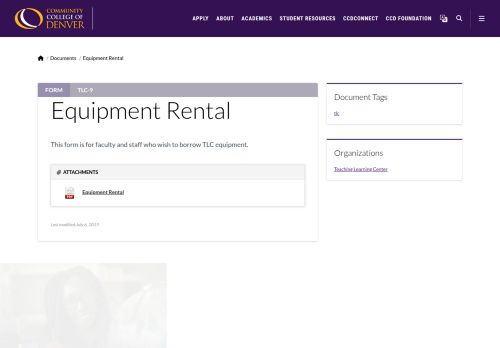 COMMUNITY
COLLEGE OF
DENVER
APPLY ABOUT ACADEMICS STUDENT RESOURCES CCDCONNECT CCD FOUNDATION
/ Documents / Equipment Rental
FORM TLC-9
Equipment Rental
This form is for faculty and staff who wish to borrow TLC equipment.
ATTACHMENTS
PDF
Equipment Rental
Last modified July 6, 2019
Document Tags
tlc
Organizations
Teaching Learning Center